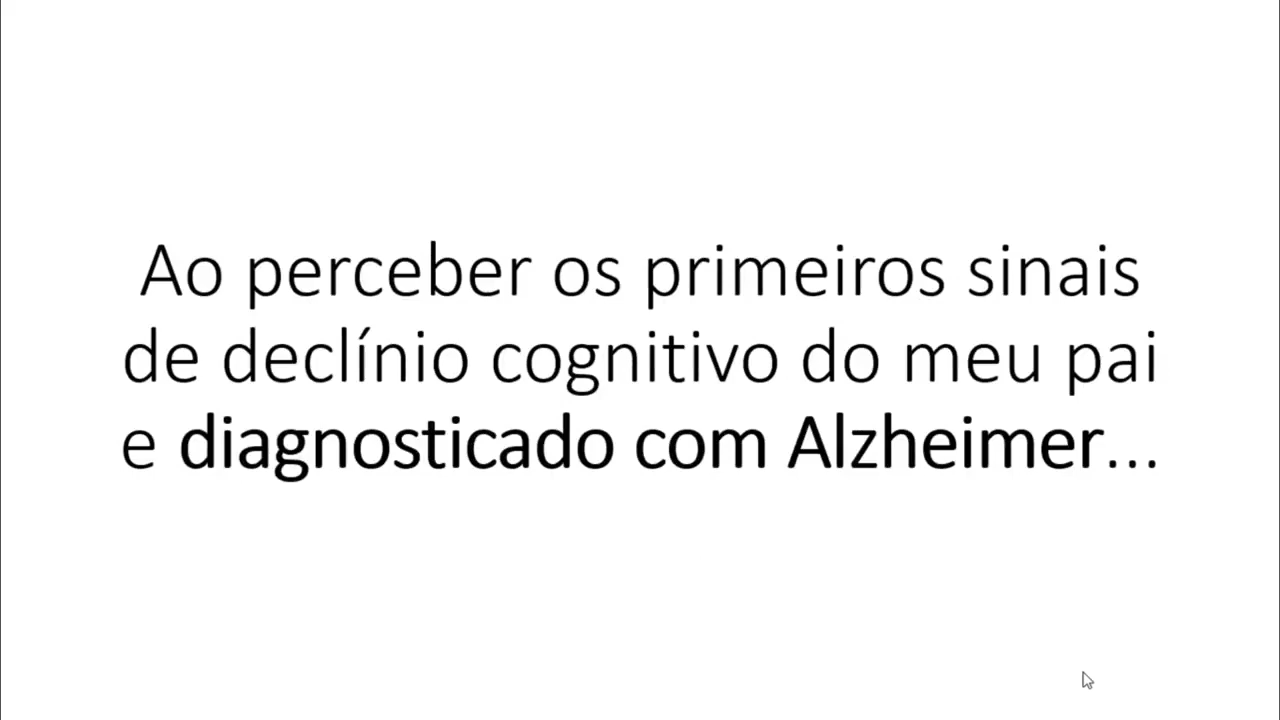 Ao perceber os primeiros sinais
de declínio cognitivo do meu pai
e diagnosticado com Alzheimer...